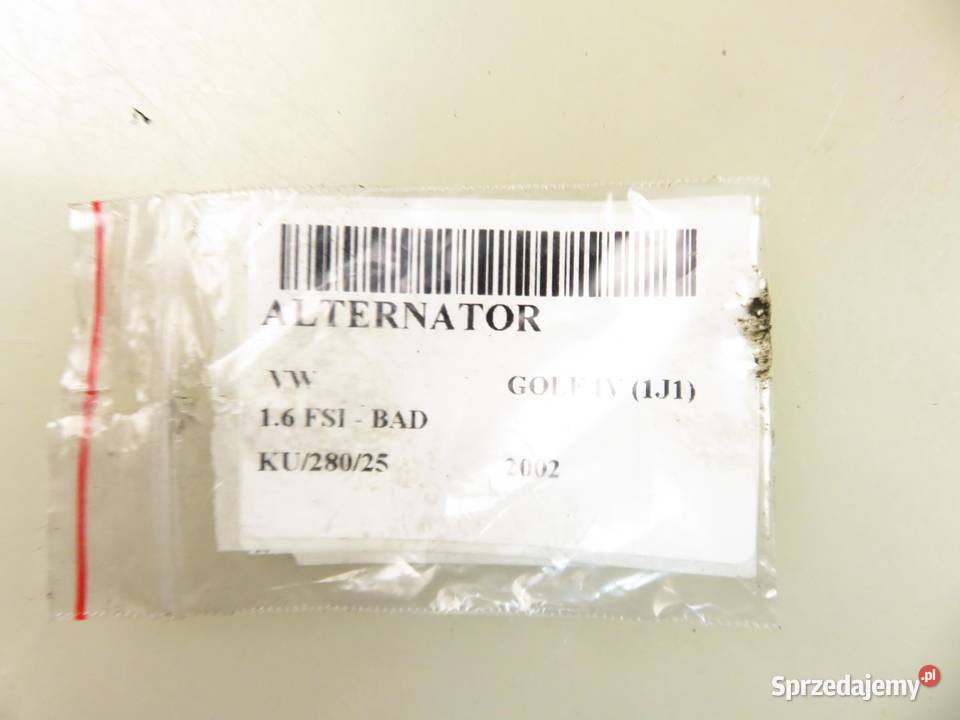 ALTERNATOR
VW GOLF IV (1J1)
1.6 FSI - BAD
KU/280/25 2002
Sprzedajemy.pl